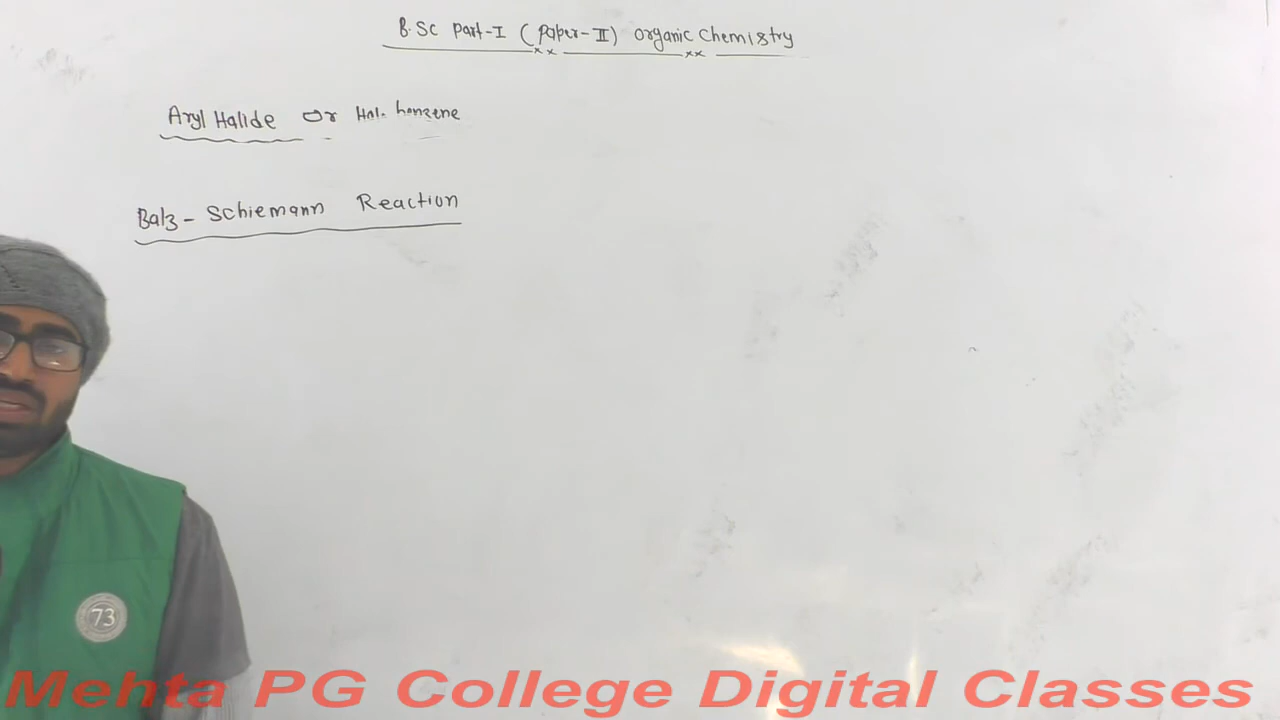 B.Sc Part-I (Paper-II) Organic Chemistry
Aryl Halide or Halo benzene
Balz - Schiemann Reaction
73
Mehta PG College Digital Classes